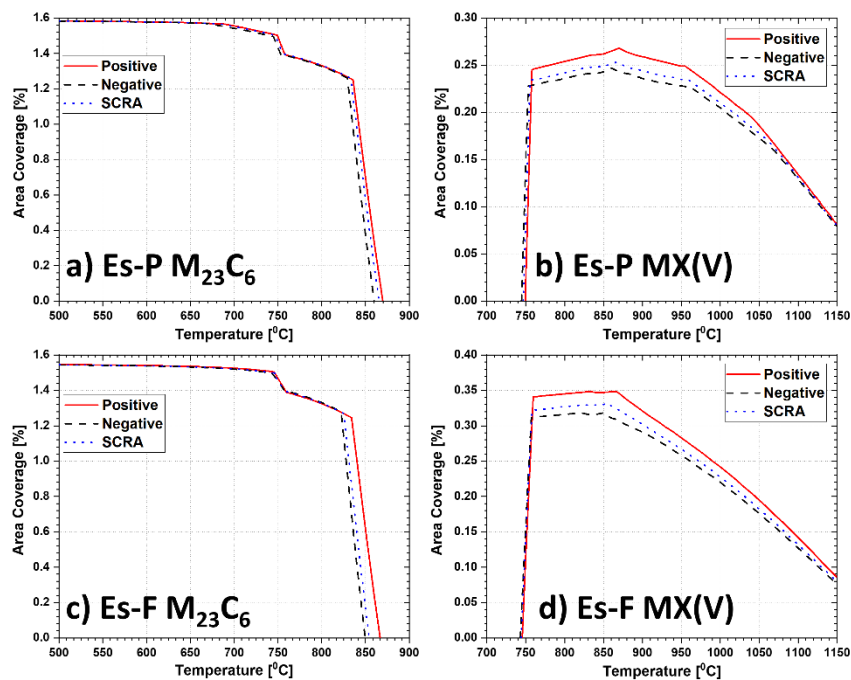 1.6
1.4
1.2
1.0
0.8
0.6
0.4
1.2
0.0
Area Coverage [%]
Positive
Negative
SCRA
a) Es-P M₂₃C₆
500 550 600 650 700 750 800 850 900
Temperature [⁰C]
0.30
0.25
0.20
0.15
0.10
0.05
0.00
Area Coverage [%]
Positive
Negative
SCRA
b) Es-P MX(V)
700 750 800 850 900 950 1000 1050 1100 1150
Temperature [⁰C]
1.6
1.4
1.2
1.0
0.8
0.6
0.4
1.2
0.0
Area Coverage [%]
Positive
Negative
SCRA
c) Es-F M₂₃C₆
500 550 600 650 700 750 800 850 900
Temperature [⁰C]
0.40
0.35
0.30
0.25
0.20
0.15
0.10
0.05
0.00
Area Coverage [%]
Positive
Negative
SCRA
d) Es-F MX(V)
700 750 800 850 900 950 1000 1050 1100 1150
Temperature [⁰C]